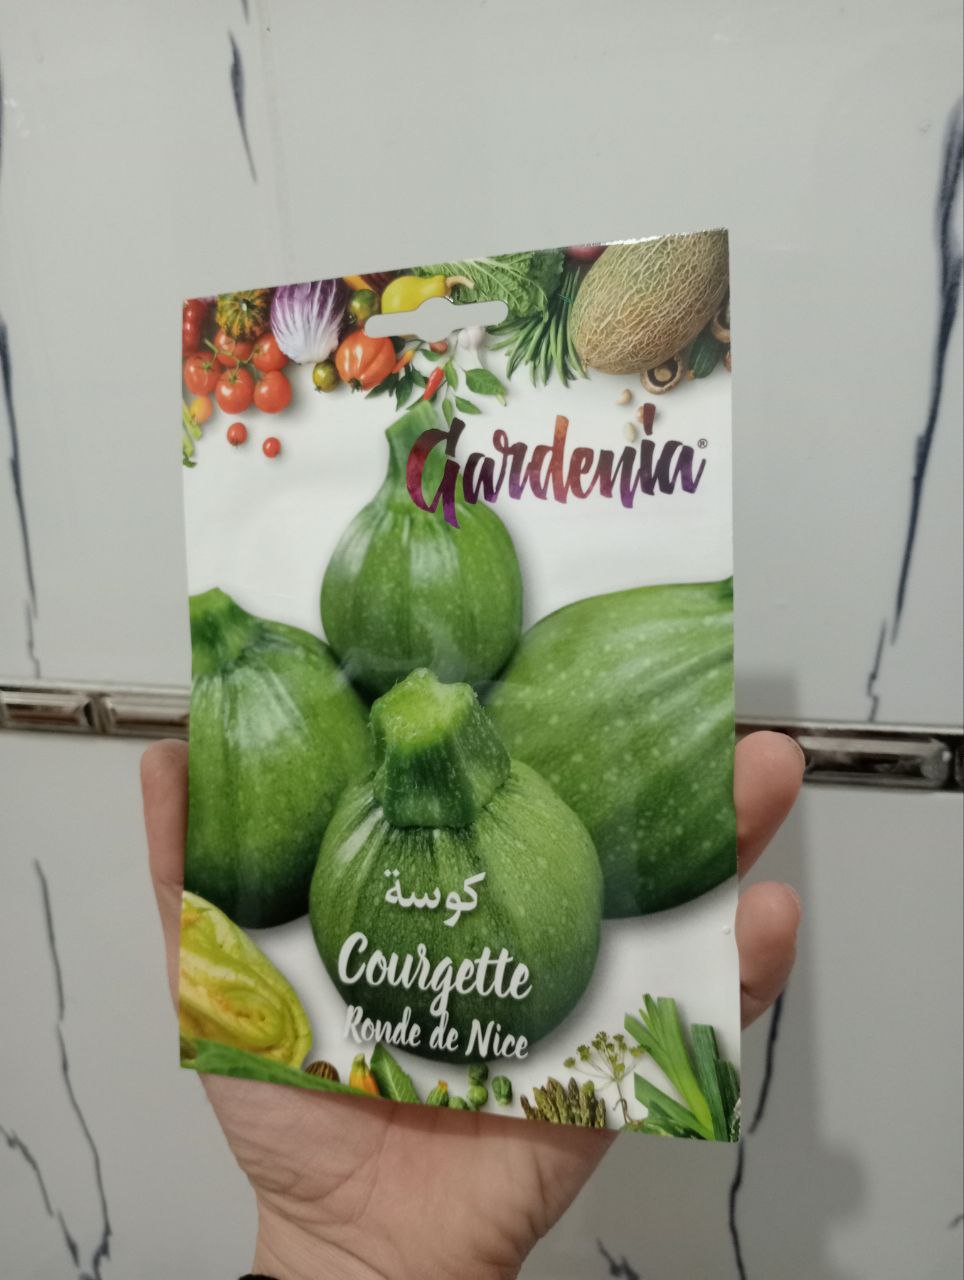 Gardenia®
كوسة
Courgette
Ronde de Nice